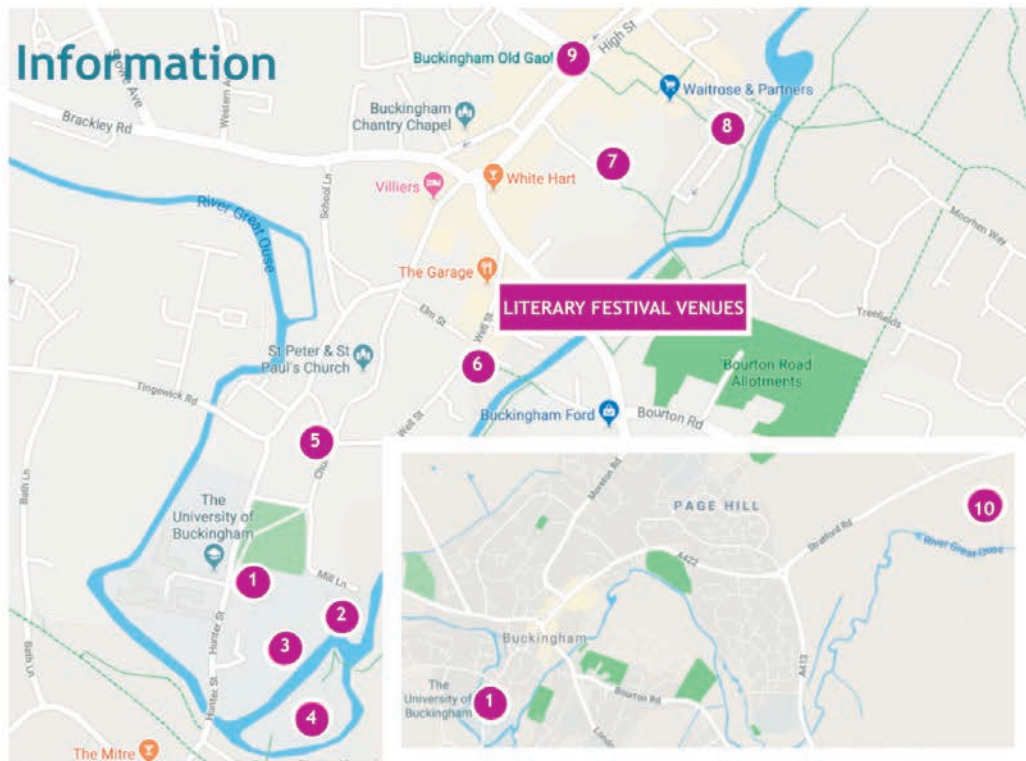 Information
Buckingham Old Gaol
9
High St
Waitrose & Partners
8
7
Buckingham
Chantry Chapel
Brackley Rd
Western Av
School Ln
Villiers
White Hart
River Great Ouse
Moorhen Way
The Garage
LITERARY FESTIVAL VENUES
Elm St
Well St
Treefields
St Peter & St
Paul's Church
6
Bourton Road
Allotments
Tingewick Rd
Buckingham Ford
Bourton Rd
Well St
5
Bath Ln
The
University of
Buckingham
1
Mill Ln
2
Hunter St
3
Bath Ln
Hunter St
4
The Mitre
Moreton Rd
PAGE HILL
10
Stratford Rd
River Great Ouse
A422
Buckingham
A413
The
University of
Buckingham
1
Bourton Rd